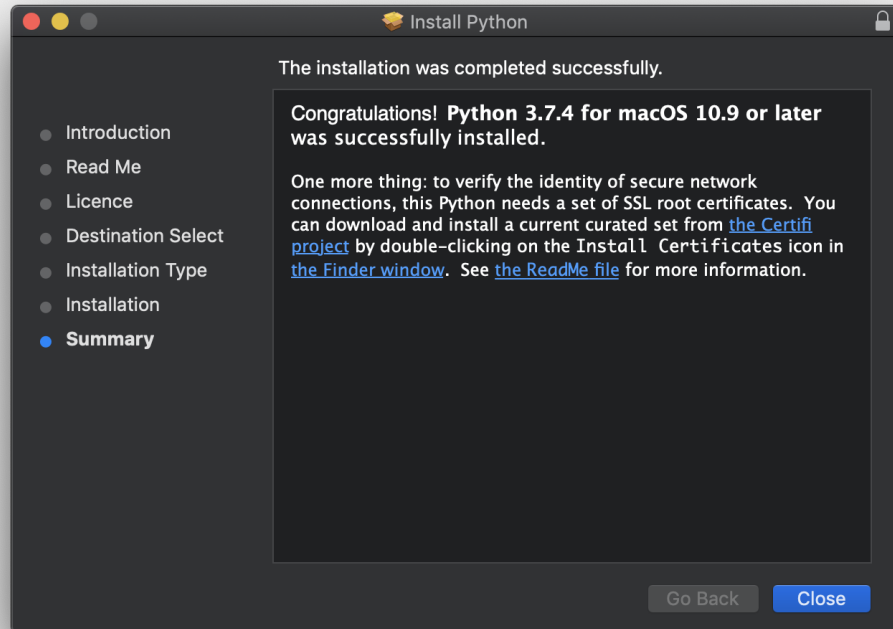 Install Python
The installation was completed successfully.
Introduction
Read Me
Licence
Destination Select
Installation Type
Installation
Summary
Congratulations! Python 3.7.4 for macOS 10.9 or later
was successfully installed.
One more thing: to verify the identity of secure network
connections, this Python needs a set of SSL root certificates.  You
can download and install a current curated set from the Certifi
project by double-clicking on the Install Certificates icon in
the Finder window.  See the ReadMe file for more information.
Go Back
Close